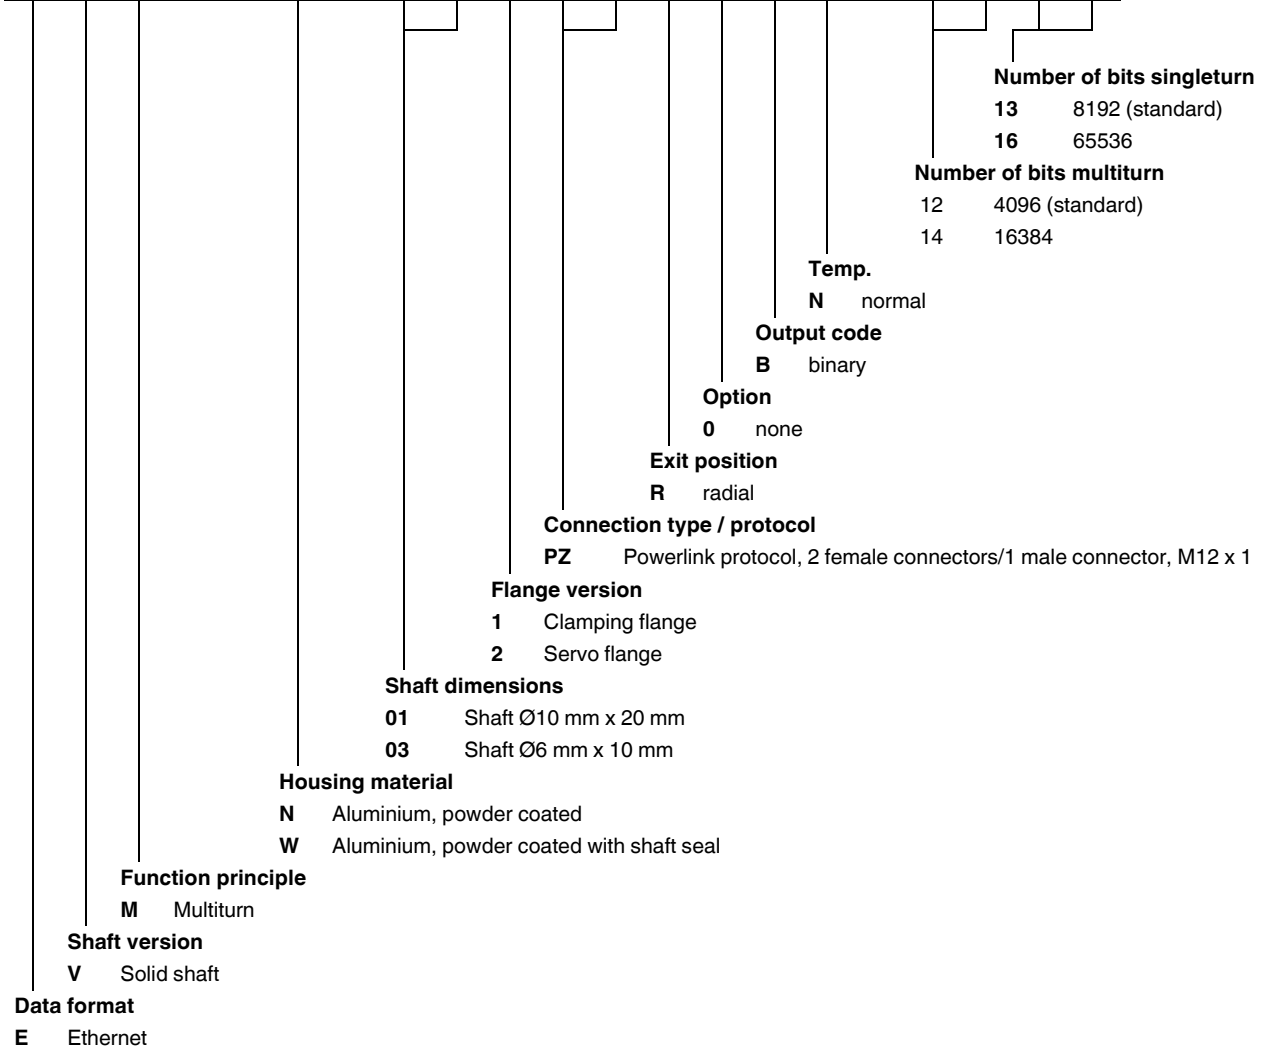 Number of bits singleturn
13 8192 (standard)
16 65536
Number of bits multiturn
12 4096 (standard)
14 16384
Temp.
N normal
Output code
B binary
Option
0 none
Exit position
R radial
Connection type / protocol
PZ Powerlink protocol, 2 female connectors/1 male connector, M12 x 1
Flange version
1 Clamping flange
2 Servo flange
Shaft dimensions
01 Shaft Ø10 mm x 20 mm
03 Shaft Ø6 mm x 10 mm
Housing material
N Aluminium, powder coated
W Aluminium, powder coated with shaft seal
Function principle
M Multiturn
Shaft version
V Solid shaft
Data format
E Ethernet